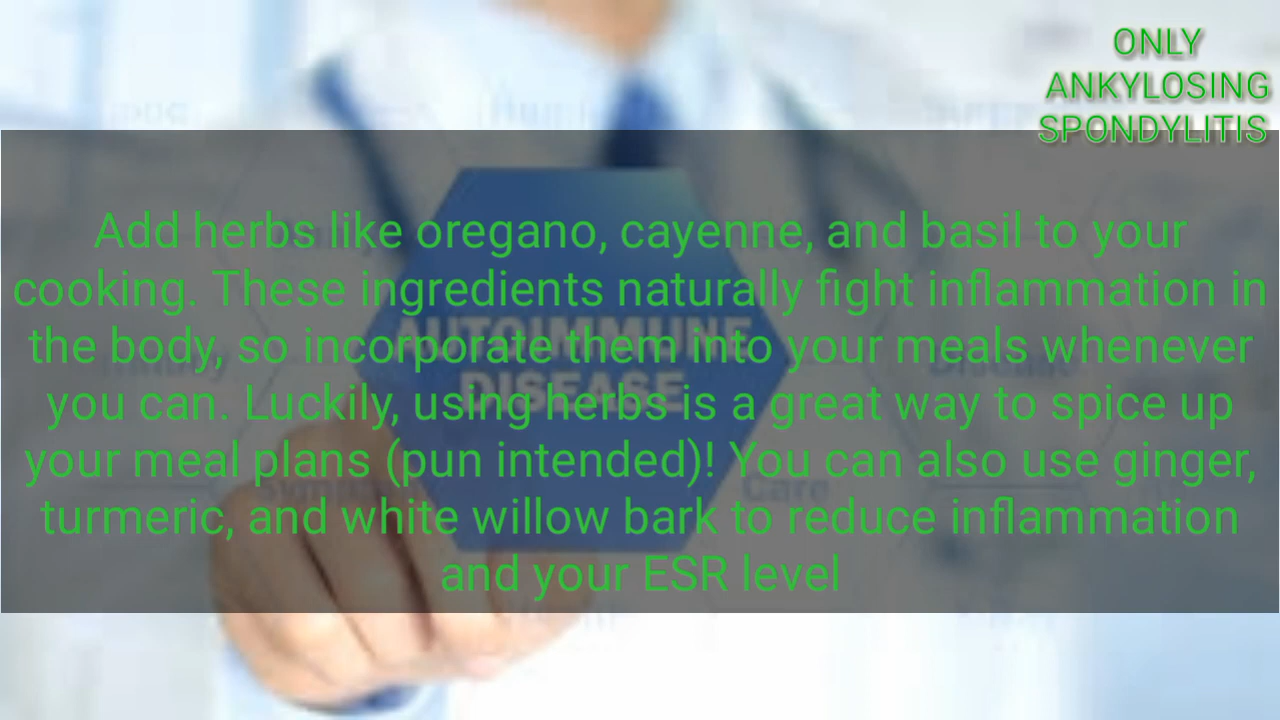 ONLY
ANKYLOSING
SPONDYLITIS
Add herbs like oregano, cayenne, and basil to your
cooking. These ingredients naturally fight inflammation in
the body, so incorporate them into your meals whenever
you can. Luckily, using herbs is a great way to spice up
your meal plans (pun intended)! You can also use ginger,
turmeric, and white willow bark to reduce inflammation
and your ESR level
AUTOIMMUNE
DISEASE
Care